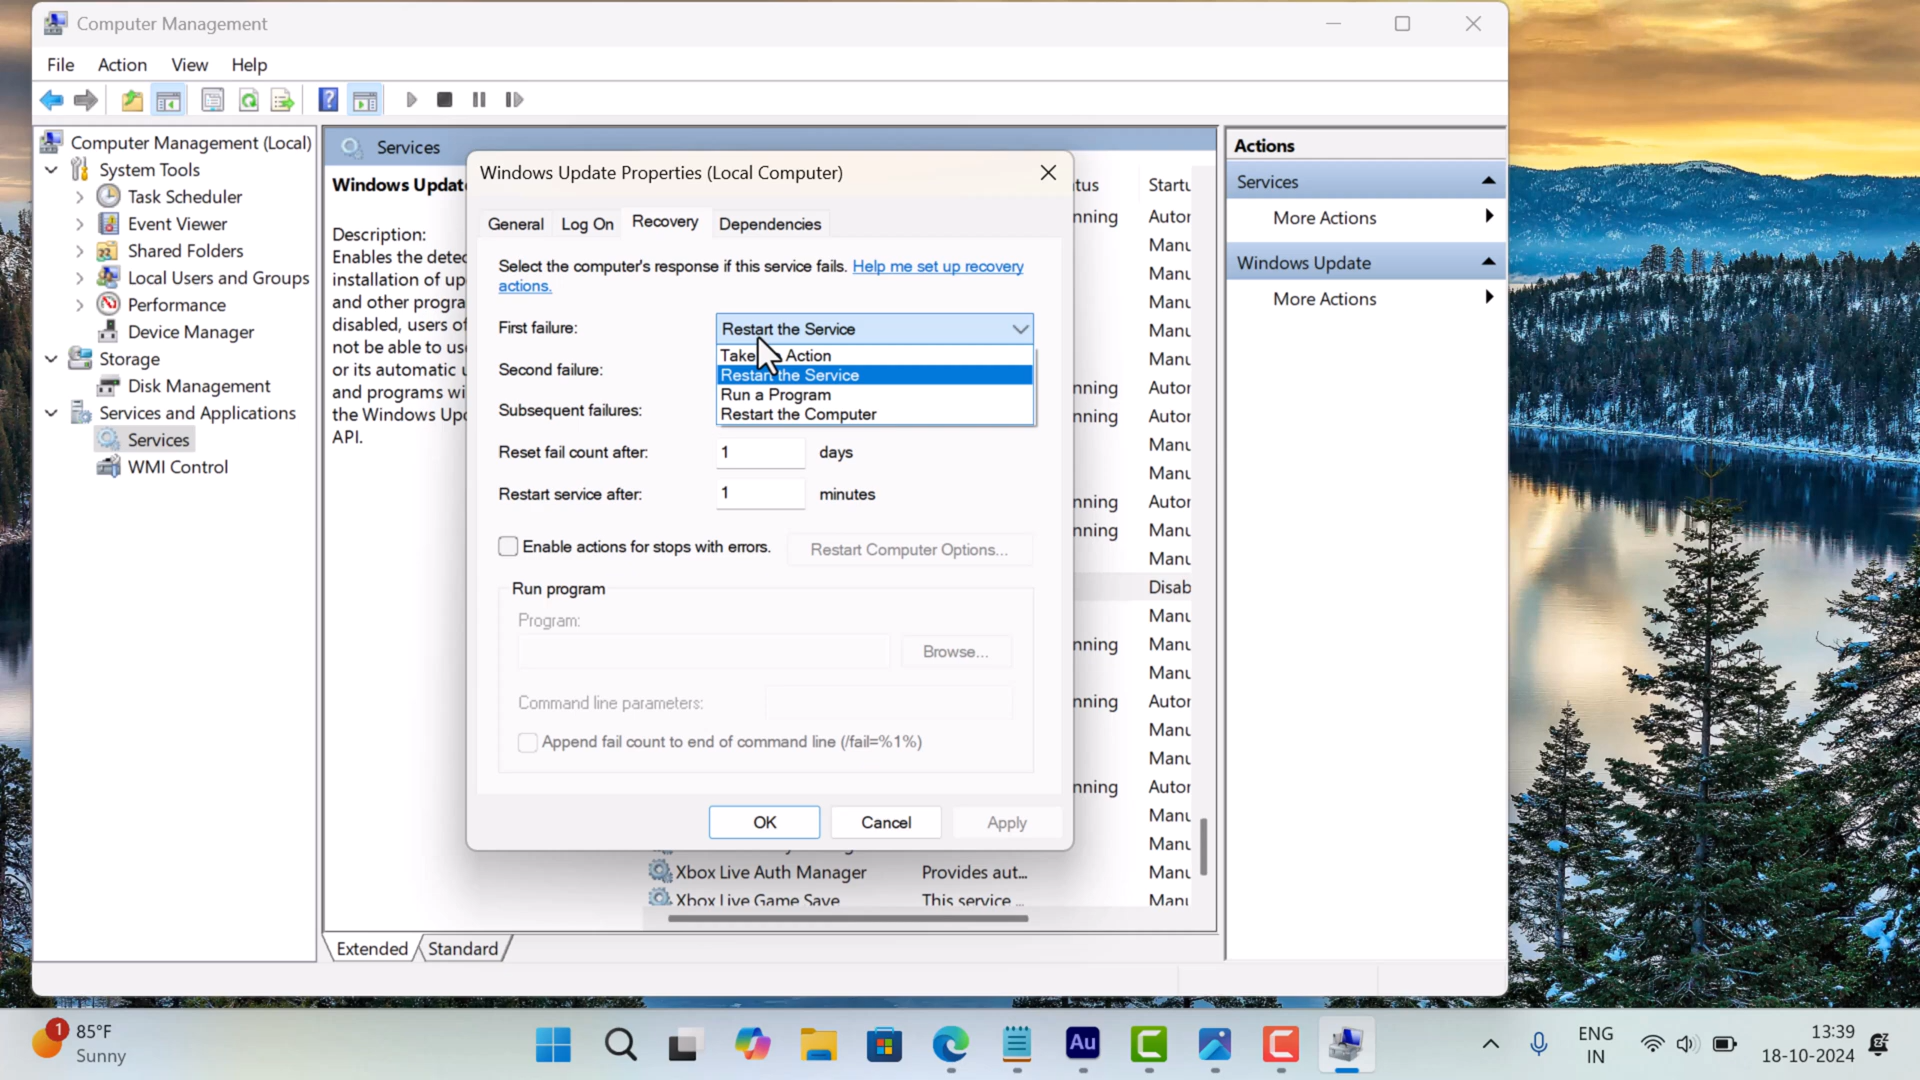 Computer Management
File Action View Help
Computer Management (Local)
System Tools
Task Scheduler
Event Viewer
Shared Folders
Local Users and Groups
Performance
Device Manager
Storage
Disk Management
Services and Applications
Services
WMI Control
Services
Windows Updat
Description:
Enables the detec
installation of up
and other progra
disabled, users of
not be able to us
or its automatic u
and programs wi
the Windows Upd
API.
Windows Update Properties (Local Computer)
General Log On Recovery Dependencies
Select the computer's response if this service fails. Help me set up recovery
actions.
First failure: Restart the Service
Take Action
Restart the Service
Run a Program
Restart the Computer
Second failure:
Subsequent failures:
Reset fail count after: 1 days
Restart service after: 1 minutes
Enable actions for stops with errors. Restart Computer Options...
Run program
Program:
Browse...
Command line parameters:
Append fail count to end of command line (/fail=%1%)
OK Cancel Apply
tus Startu
nning Autor
Manu
Manu
Manu
Manu
Manu
nning Autor
nning Autor
Manu
Manu
nning Autor
nning Manu
Manu
Disab
Manu
nning Manu
Manu
nning Autor
Manu
Manu
nning Autor
Manu
Manu
Xbox Live Auth Manager Provides aut... Manu
Xbox Live Game Save This service ... Manu
Extended Standard
Actions
Services
More Actions
Windows Update
More Actions
1
85°F
Sunny
Au
ENG
IN
13:39
18-10-2024